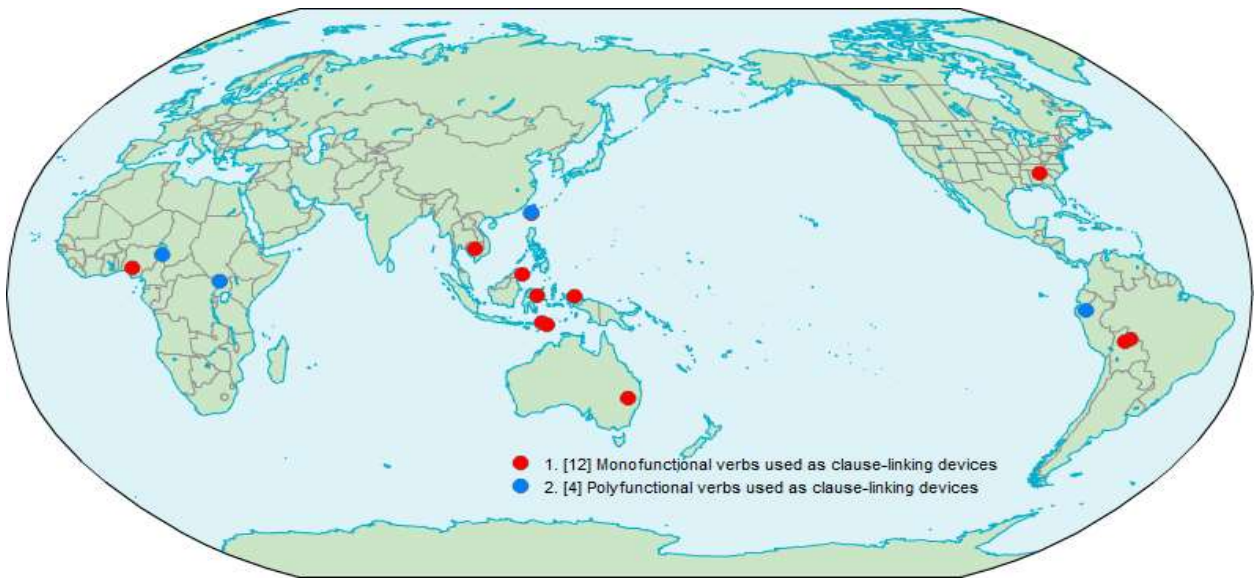 1. [12] Monofunctional verbs used as clause-linking devices
2. [4] Polyfunctional verbs used as clause-linking devices